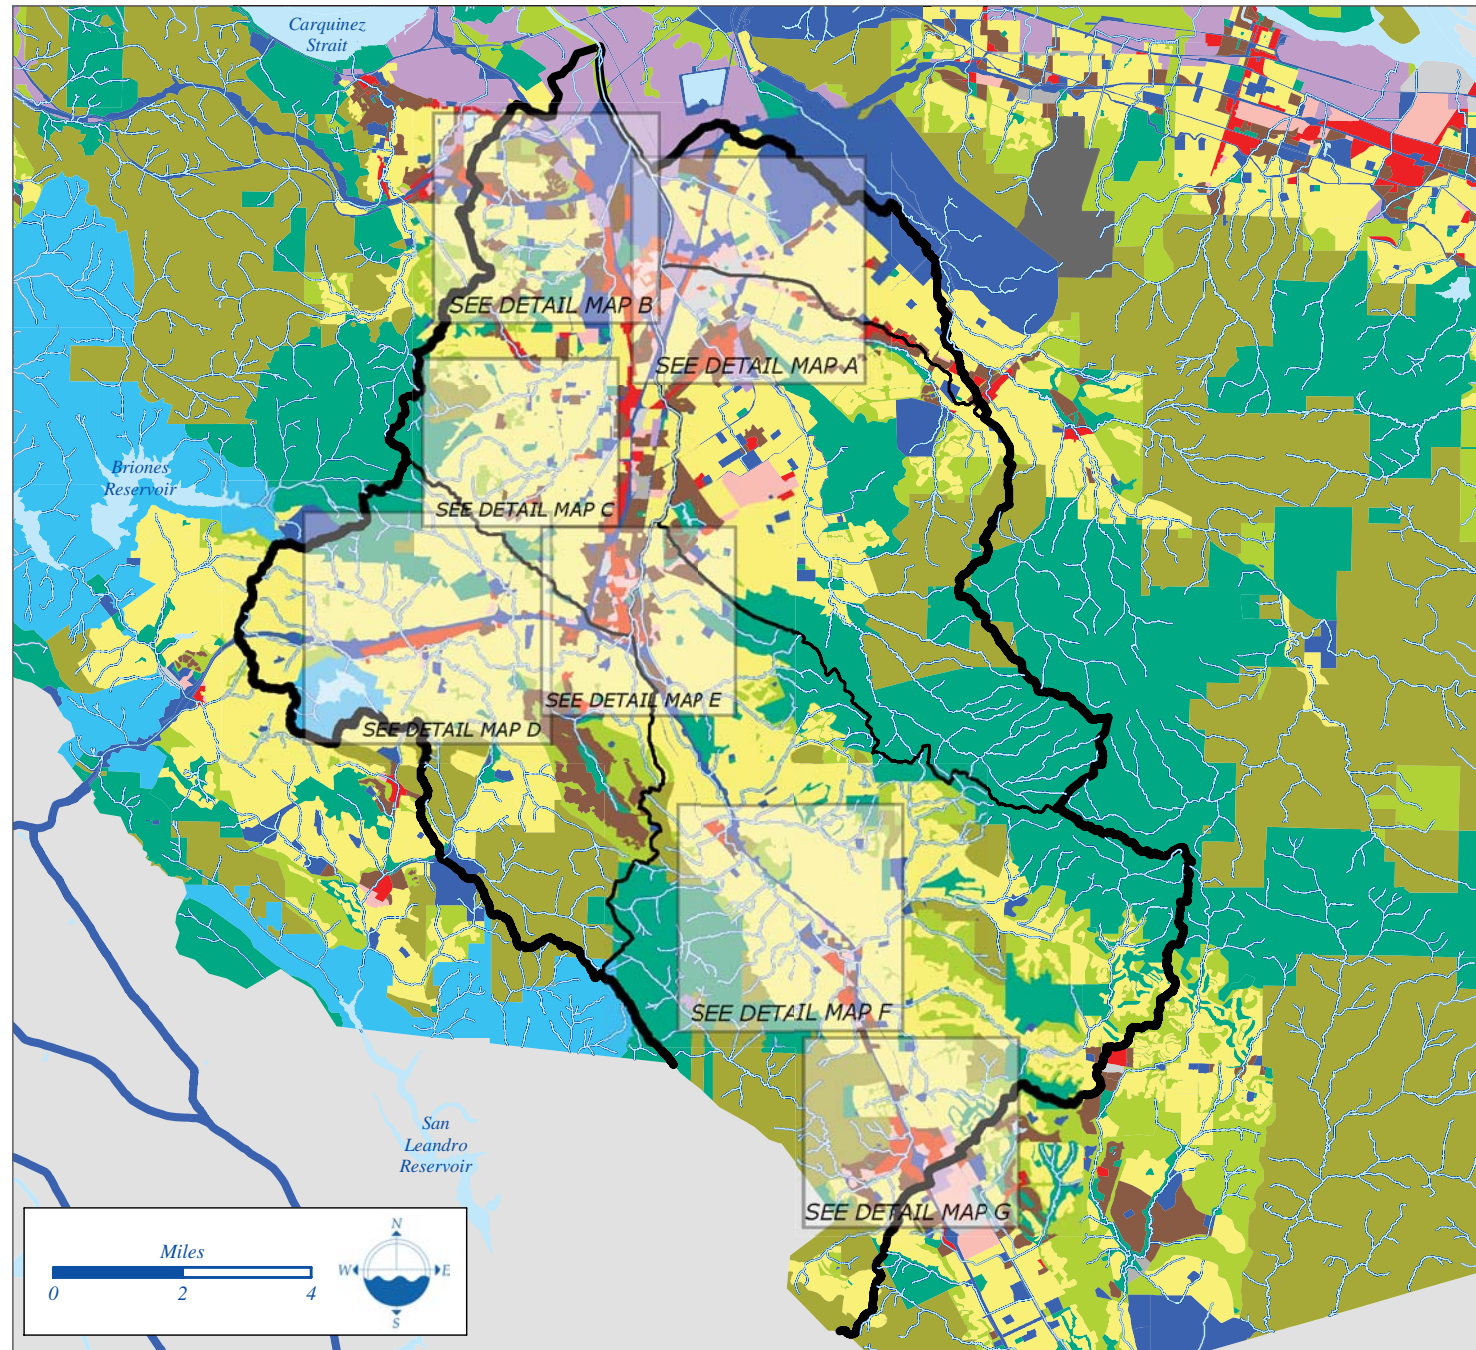 Carquinez
Strait
SEE DETAIL MAP B
SEE DETAIL MAP A
Briones
Reservoir
SEE DETAIL MAP C
SEE DETAIL MAP E
SEE DETAIL MAP D
SEE DETAIL MAP F
San
Leandro
Reservoir
SEE DETAIL MAP G
Miles
0 2 4
N
W E
S